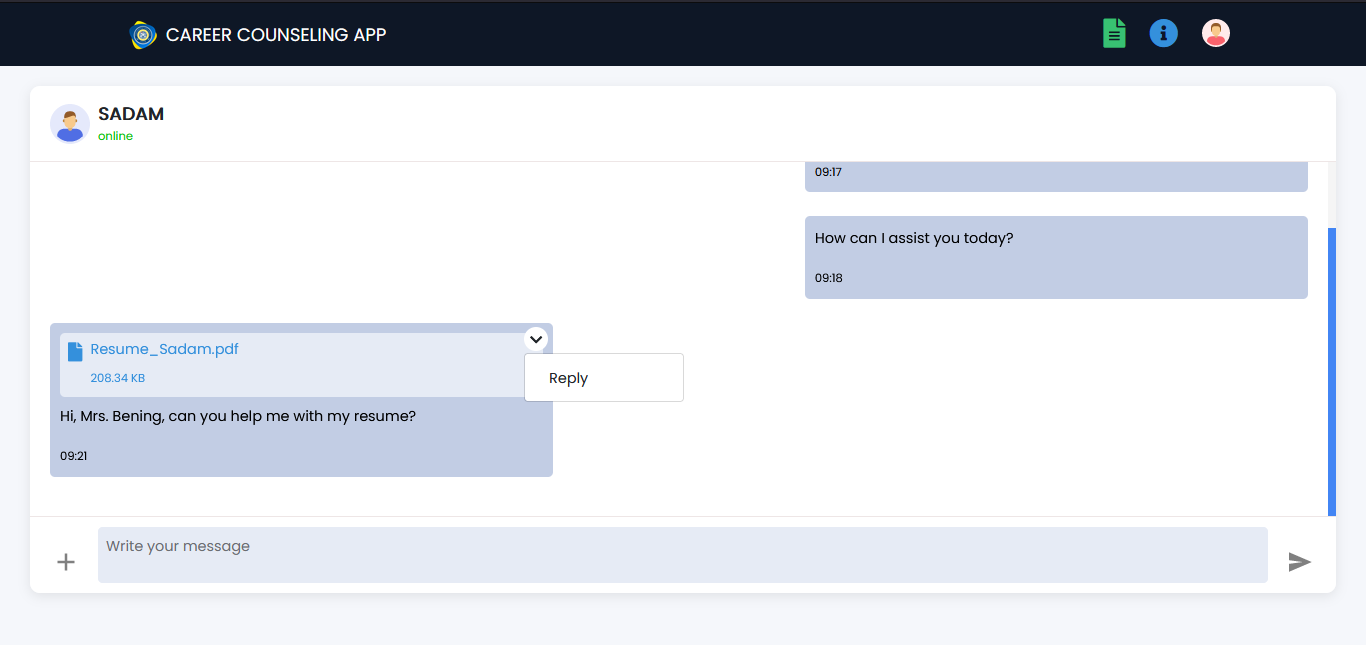 CAREER COUNSELING APP
SADAM
online
09:17
How can I assist you today?
09:18
Resume_Sadam.pdf
208.34 KB
Reply
Hi, Mrs. Bening, can you help me with my resume?
09:21
Write your message